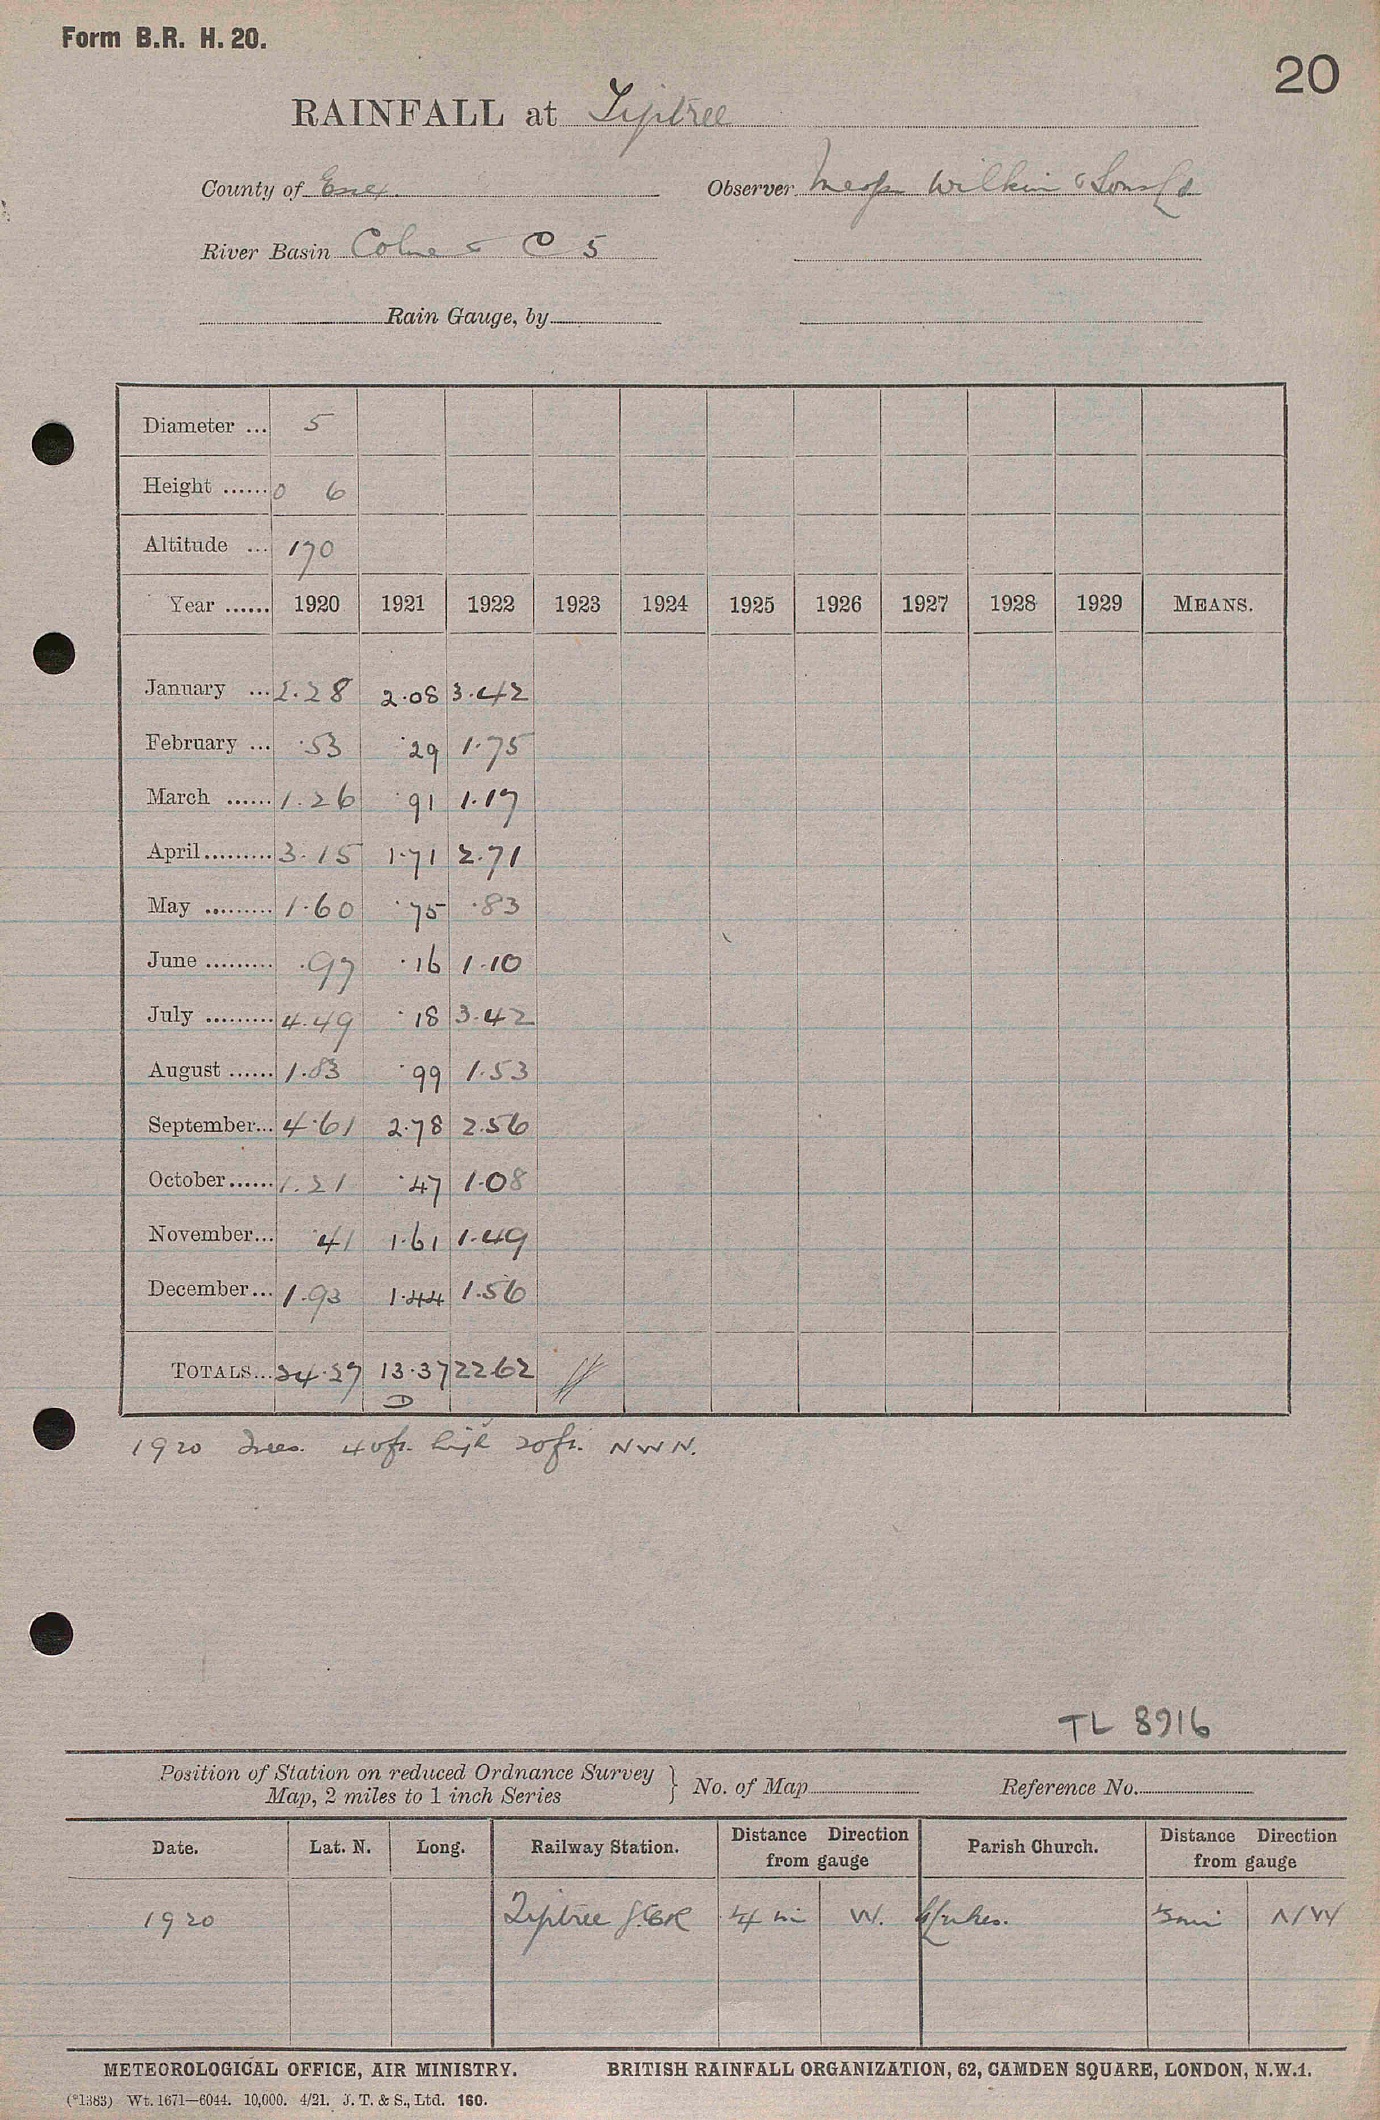 Form B.R. H. 20.
20
RAINFALL at Tiptree
County of Essex. Observer Messrs Wilkin & Sons Ld
River Basin Colne & C 5
Rain Gauge, by
Diameter ... 5
Height ...... 0 6
Altitude ... 170
Year ...... 1920 1921 1922 1923 1924 1925 1926 1927 1928 1929 MEANS.
January ... 2.28 2.08 3.42
February ... .53 .29 1.75
March ...... 1.26 .91 1.17
April......... 3.15 1.71 2.71
May ......... 1.60 .75 .83
June ......... .97 .16 1.10
July ......... 4.49 .18 3.42
August ...... 1.83 .99 1.53
September... 4.61 2.78 2.56
October...... 1.21 .47 1.08
November... .41 1.61 1.49
December... 1.93 1.44 1.56
TOTALS... 24.27 13.37 22.62
D
1920 Trees. 40ft. high 20ft. NWN.
TL 8916
Position of Station on reduced Ordnance Survey Map, 2 miles to 1 inch Series } No. of Map Reference No.
Date. Lat. N. Long. Railway Station. Distance Direction from gauge Parish Church. Distance Direction from gauge
1920 Tiptree G.E.R ¼ mi W. St Lukes. mi NW
METEOROLOGICAL OFFICE, AIR MINISTRY. BRITISH RAINFALL ORGANIZATION, 62, CAMDEN SQUARE, LONDON, N.W.1.
(*1383) Wt. 1671—6044. 10,000. 4/21. J. T. & S., Ltd. 160.